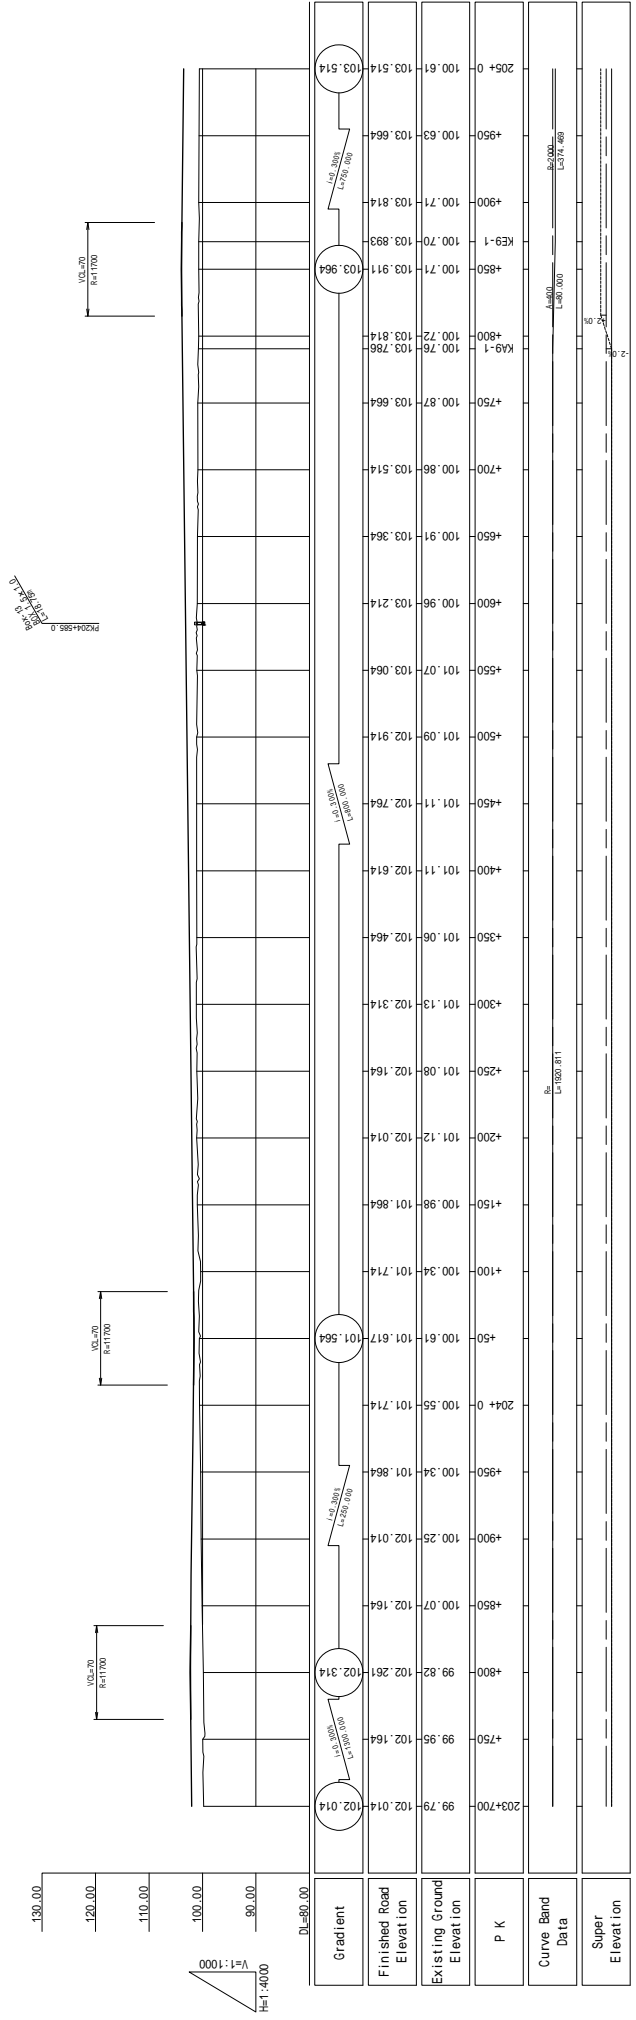 130.00
120.00
110.00
100.00
90.00
DL=80.00
V=1:1000
H=1:4000
VCL=70
R=11700
VCL=70
R=11700
BOX-13
BOX 1.5x1.0
L=18.75m
PK204+585.0
VCL=70
R=11700
Gradient
102.014
i=0.300%
L=1300.000
102.314
i=0.300%
L=250.000
101.564
i=0.300%
L=800.000
103.964
i=0.300%
L=750.000
103.514
Finished Road
Elevation
102.014
102.164
102.261
102.164
102.014
101.864
101.714
101.617
101.714
101.864
102.014
102.164
102.314
102.464
102.614
102.764
102.914
103.064
103.214
103.364
103.514
103.664
103.786
103.814
103.911
103.893
103.814
103.664
103.514
Existing Ground
Elevation
99.79
99.95
99.82
100.07
100.25
100.34
100.55
100.61
100.34
100.98
101.12
101.08
101.13
101.06
101.11
101.11
101.09
101.07
100.96
100.91
100.86
100.87
100.76
100.72
100.71
100.70
100.71
100.63
100.61
P K
203+700
+750
+800
+850
+900
+950
204+ 0
+50
+100
+150
+200
+250
+300
+350
+400
+450
+500
+550
+600
+650
+700
+750
KA9-1
+800
+850
KE9-1
+900
+950
205+ 0
Curve Band
Data
R=
L=1920.811
A=400
L=80.000
R=2000
L=374.469
Super
Elevation
-2.0%
+2.0%